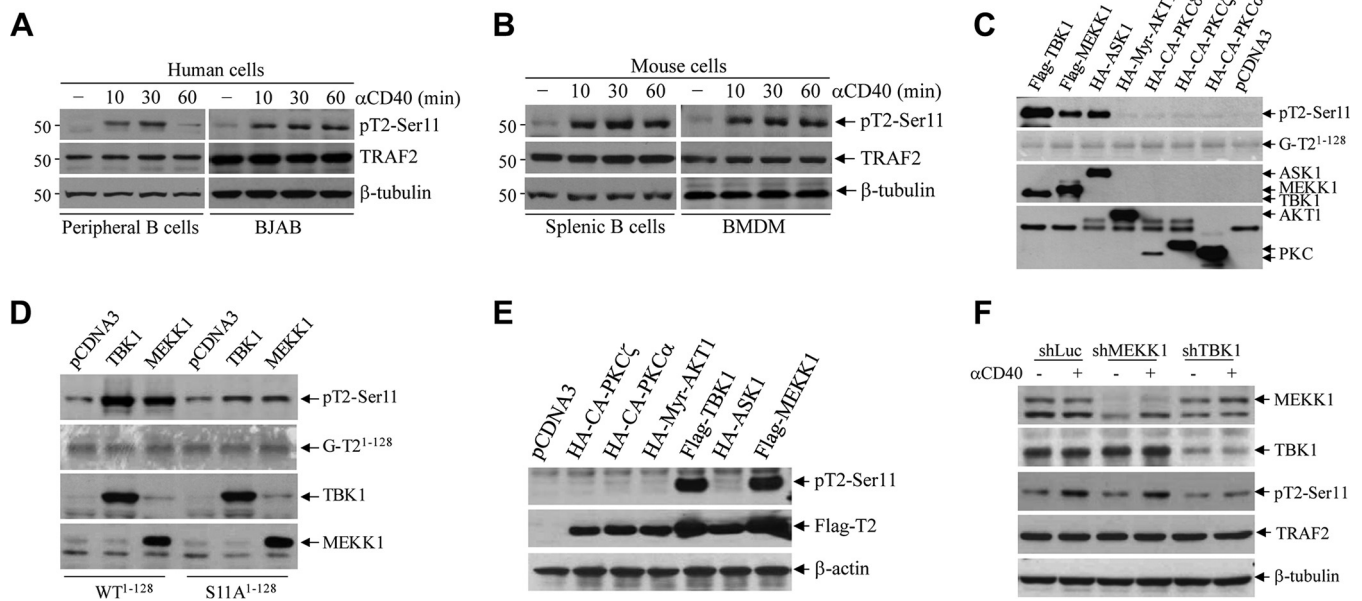 A
Human cells
− 10 30 60 − 10 30 60 αCD40 (min)
50 pT2-Ser11
50 TRAF2
50 β-tubulin
Peripheral B cells BJAB
B
Mouse cells
− 10 30 60 − 10 30 60 αCD40 (min)
50 pT2-Ser11
50 TRAF2
50 β-tubulin
Splenic B cells BMDM
C
Flag-TBK1
Flag-MEKK1
HA-ASK1
HA-Myr-AKT1
HA-CA-PKCδ
HA-CA-PKCζ
HA-CA-PKCα
pCDNA3
pT2-Ser11
G-T2¹⁻¹²⁸
ASK1
MEKK1
TBK1
AKT1
PKC
D
pCDNA3
TBK1
MEKK1
pCDNA3
TBK1
MEKK1
pT2-Ser11
G-T2¹⁻¹²⁸
TBK1
MEKK1
WT¹⁻¹²⁸ S11A¹⁻¹²⁸
E
pCDNA3
HA-CA-PKCζ
HA-CA-PKCα
HA-Myr-AKT1
Flag-TBK1
HA-ASK1
Flag-MEKK1
pT2-Ser11
Flag-T2
β-actin
F
shLuc shMEKK1 shTBK1
αCD40 - + - + - +
MEKK1
TBK1
pT2-Ser11
TRAF2
β-tubulin